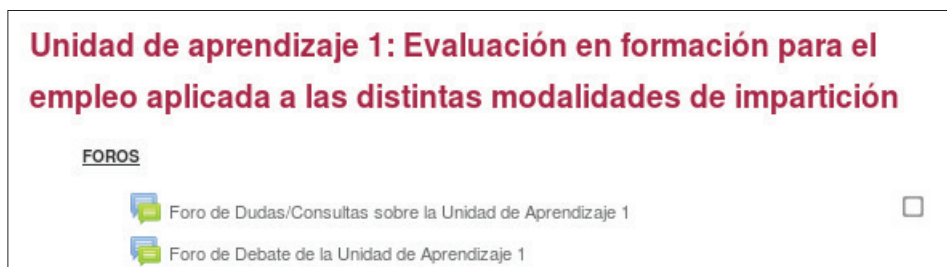 Unidad de aprendizaje 1: Evaluación en formación para el
empleo aplicada a las distintas modalidades de impartición
FOROS
Foro de Dudas/Consultas sobre la Unidad de Aprendizaje 1
Foro de Debate de la Unidad de Aprendizaje 1